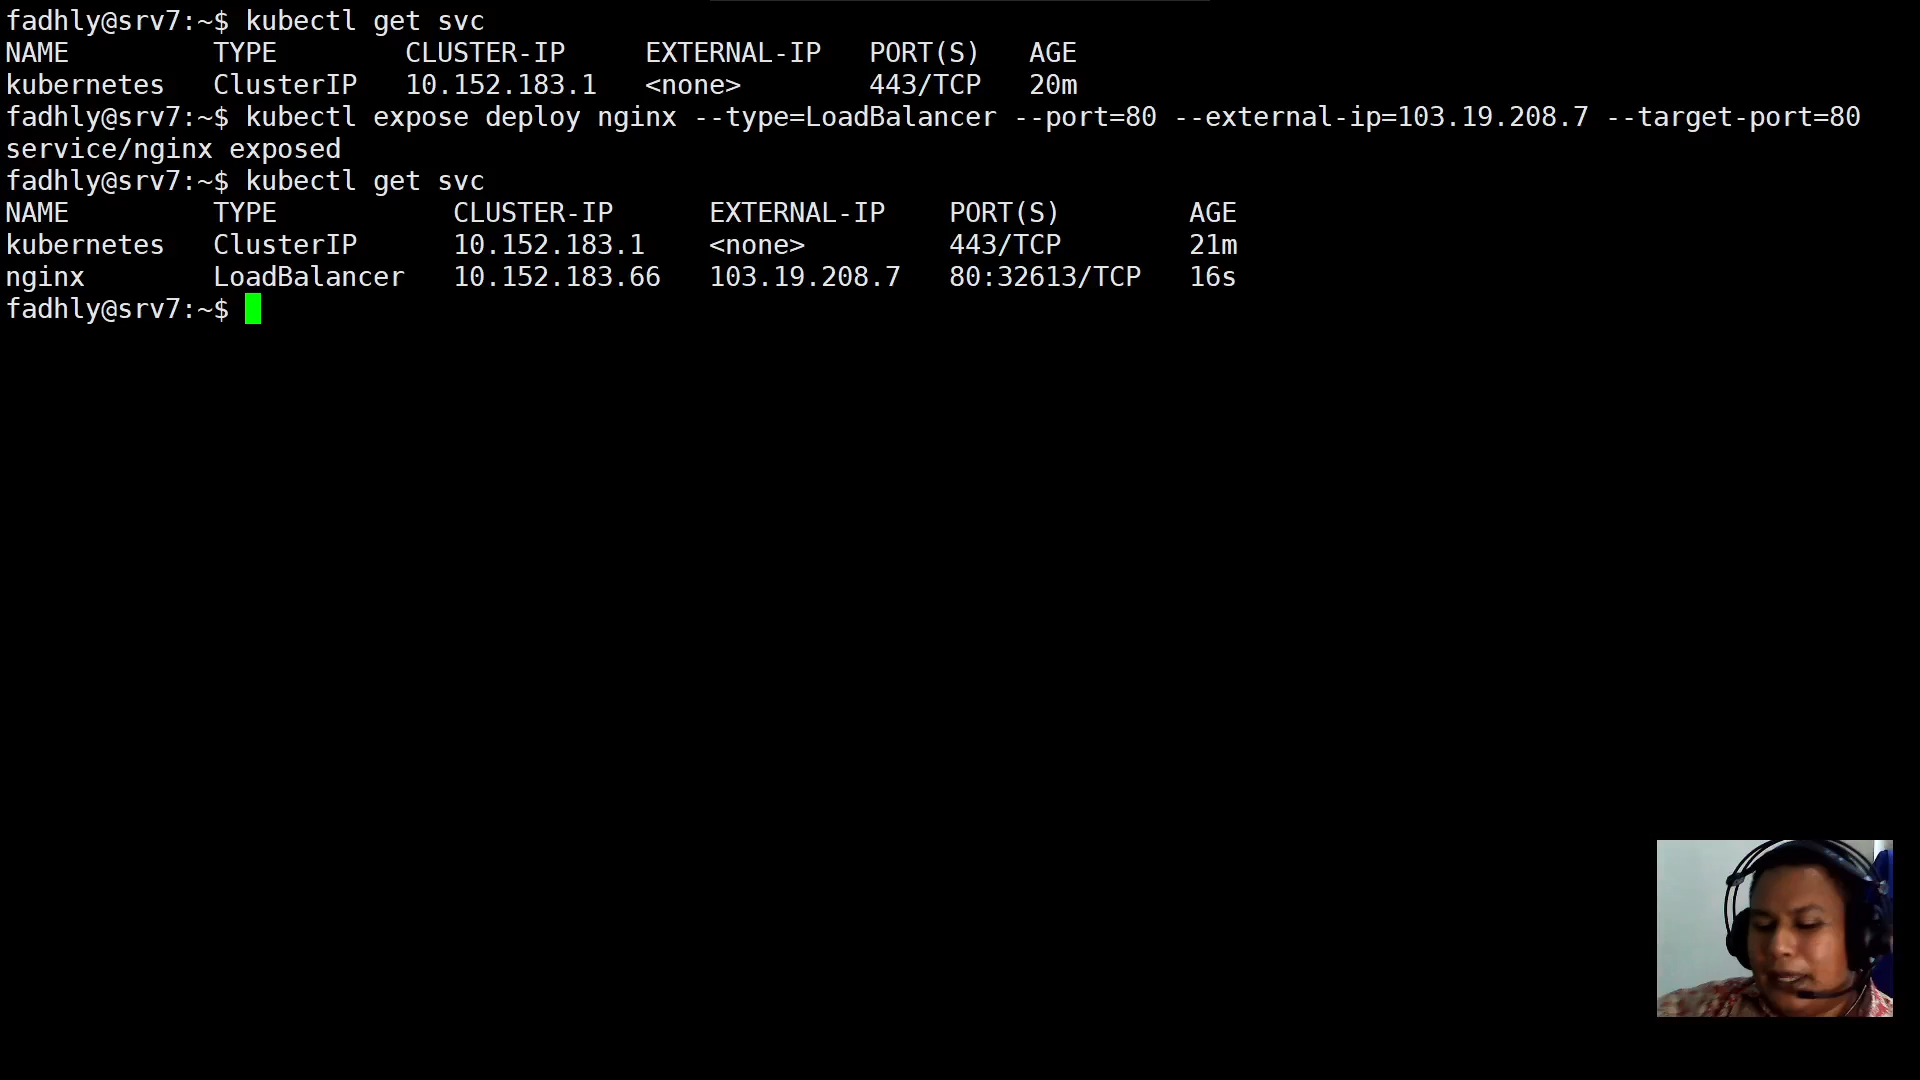 fadhly@srv7:~$ kubectl get svc
NAME         TYPE        CLUSTER-IP     EXTERNAL-IP   PORT(S)   AGE
kubernetes   ClusterIP   10.152.183.1   <none>        443/TCP   20m
fadhly@srv7:~$ kubectl expose deploy nginx --type=LoadBalancer --port=80 --external-ip=103.19.208.7 --target-port=80
service/nginx exposed
fadhly@srv7:~$ kubectl get svc
NAME         TYPE           CLUSTER-IP      EXTERNAL-IP    PORT(S)        AGE
kubernetes   ClusterIP      10.152.183.1    <none>         443/TCP        21m
nginx        LoadBalancer   10.152.183.66   103.19.208.7   80:32613/TCP   16s
fadhly@srv7:~$